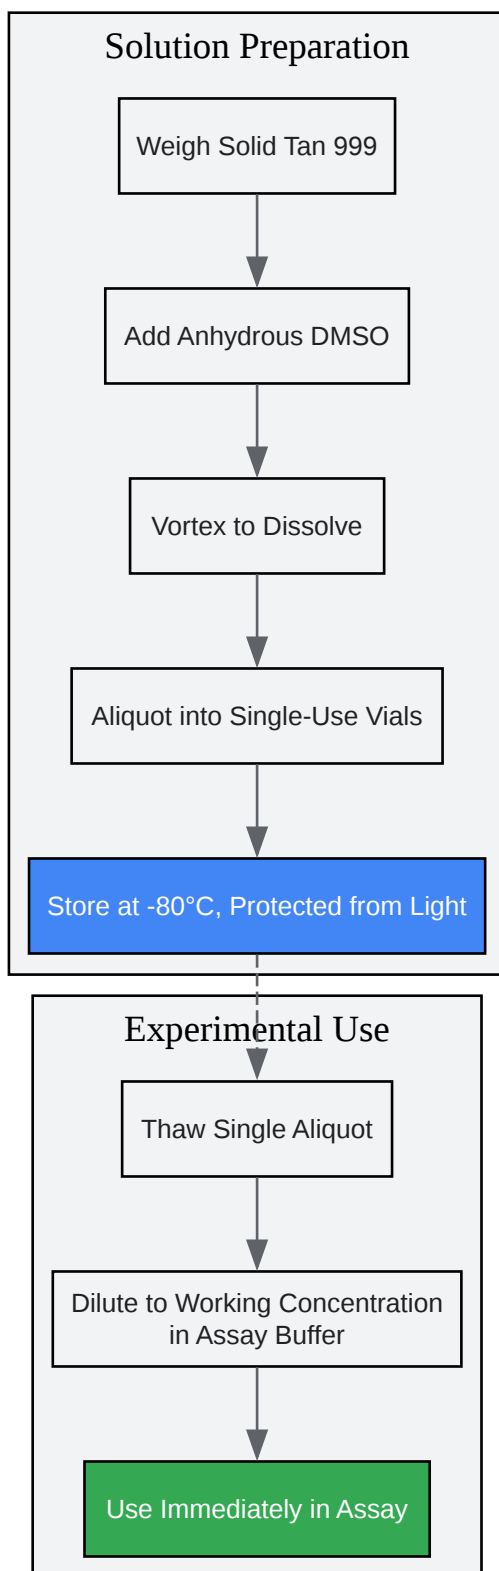 Solution Preparation
Weigh Solid Tan 999
Add Anhydrous DMSO
Vortex to Dissolve
Aliquot into Single-Use Vials
Store at -80°C, Protected from Light
Experimental Use
Thaw Single Aliquot
Dilute to Working Concentration
in Assay Buffer
Use Immediately in Assay